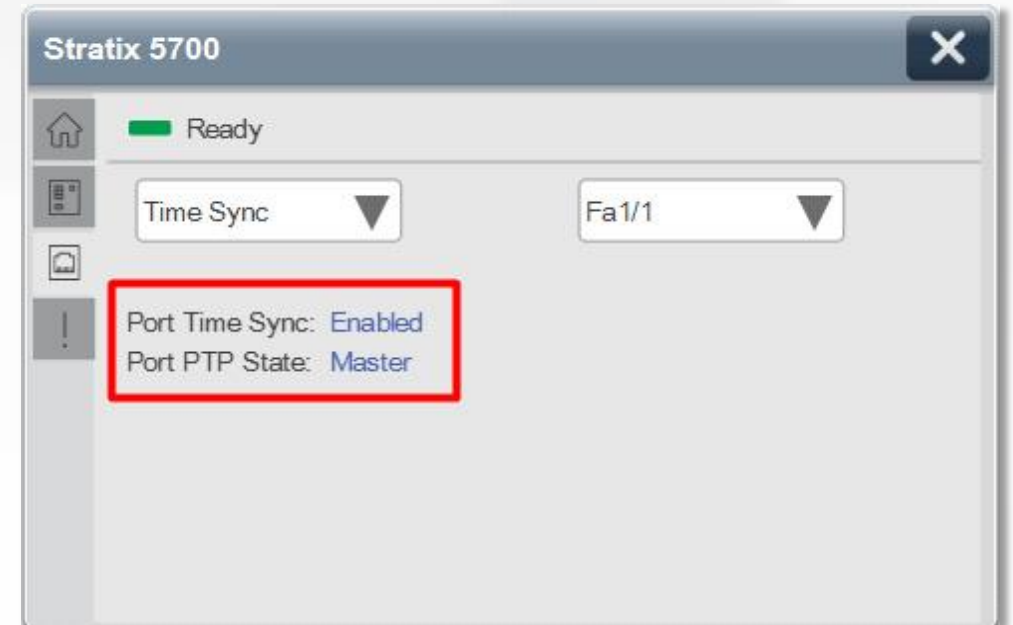 Stratix 5700
Ready
Time Sync Fa1/1
Port Time Sync: Enabled
Port PTP State: Master